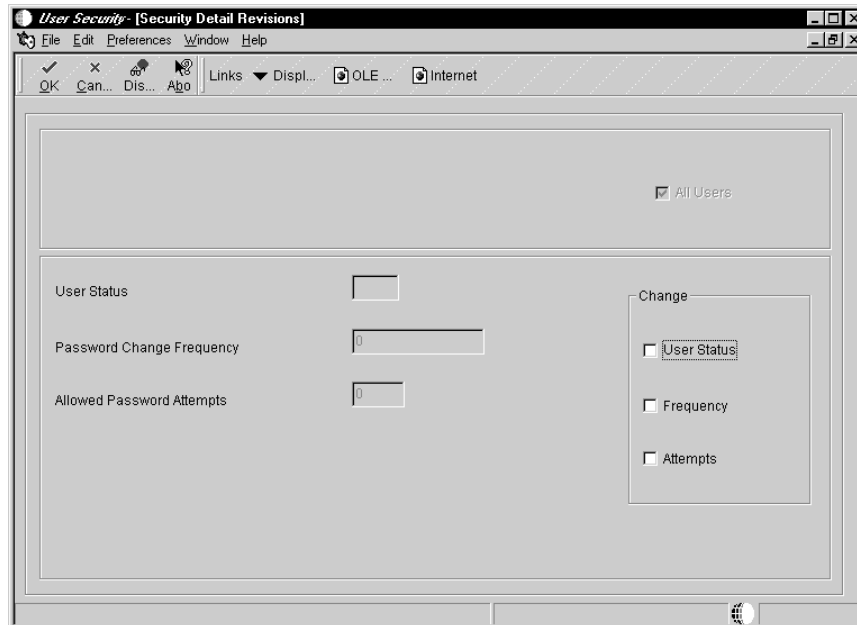 User Security - [Security Detail Revisions]
File Edit Preferences Window Help
OK Can... Dis... Abo Links Displ... OLE ... Internet
All Users
User Status
Change
Password Change Frequency 0
User Status
Allowed Password Attempts 0
Frequency
Attempts